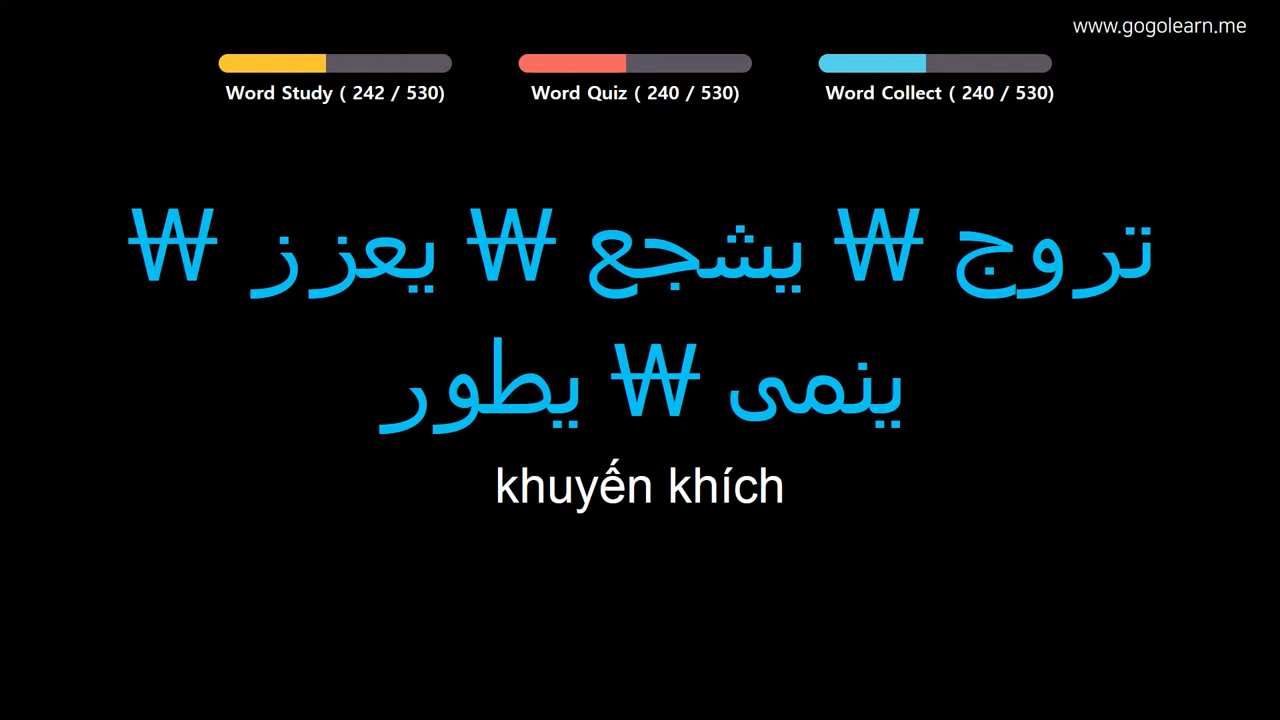 www.gogolearn.me
Word Study ( 242 / 530)
Word Quiz ( 240 / 530)
Word Collect ( 240 / 530)
تروج ₩ يشجع ₩ يعزز ₩
ينمى ₩ يطور
khuyến khích